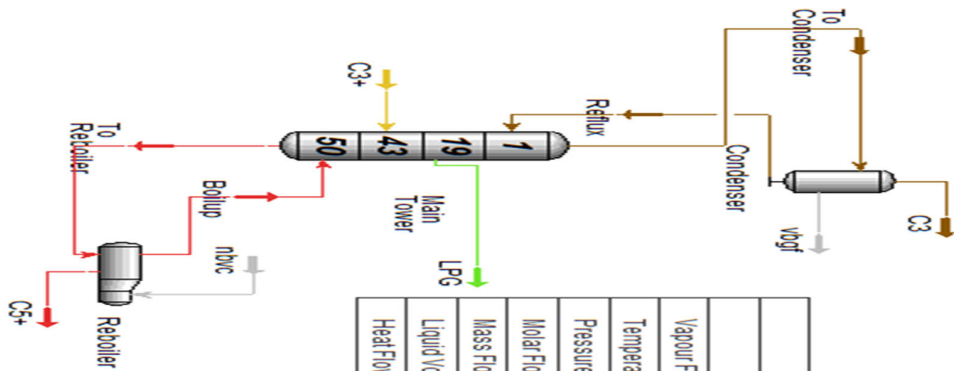 To
Condenser
C3
vbgf
Condenser
Reflux
1
19
43
50
C3+
Main
Tower
LPG
To
Reboiler
Boilup
nbvc
Reboiler
C5+
Vapour F
Tempera
Pressure
Molar Flo
Mass Flo
Liquid Vo
Heat Flow